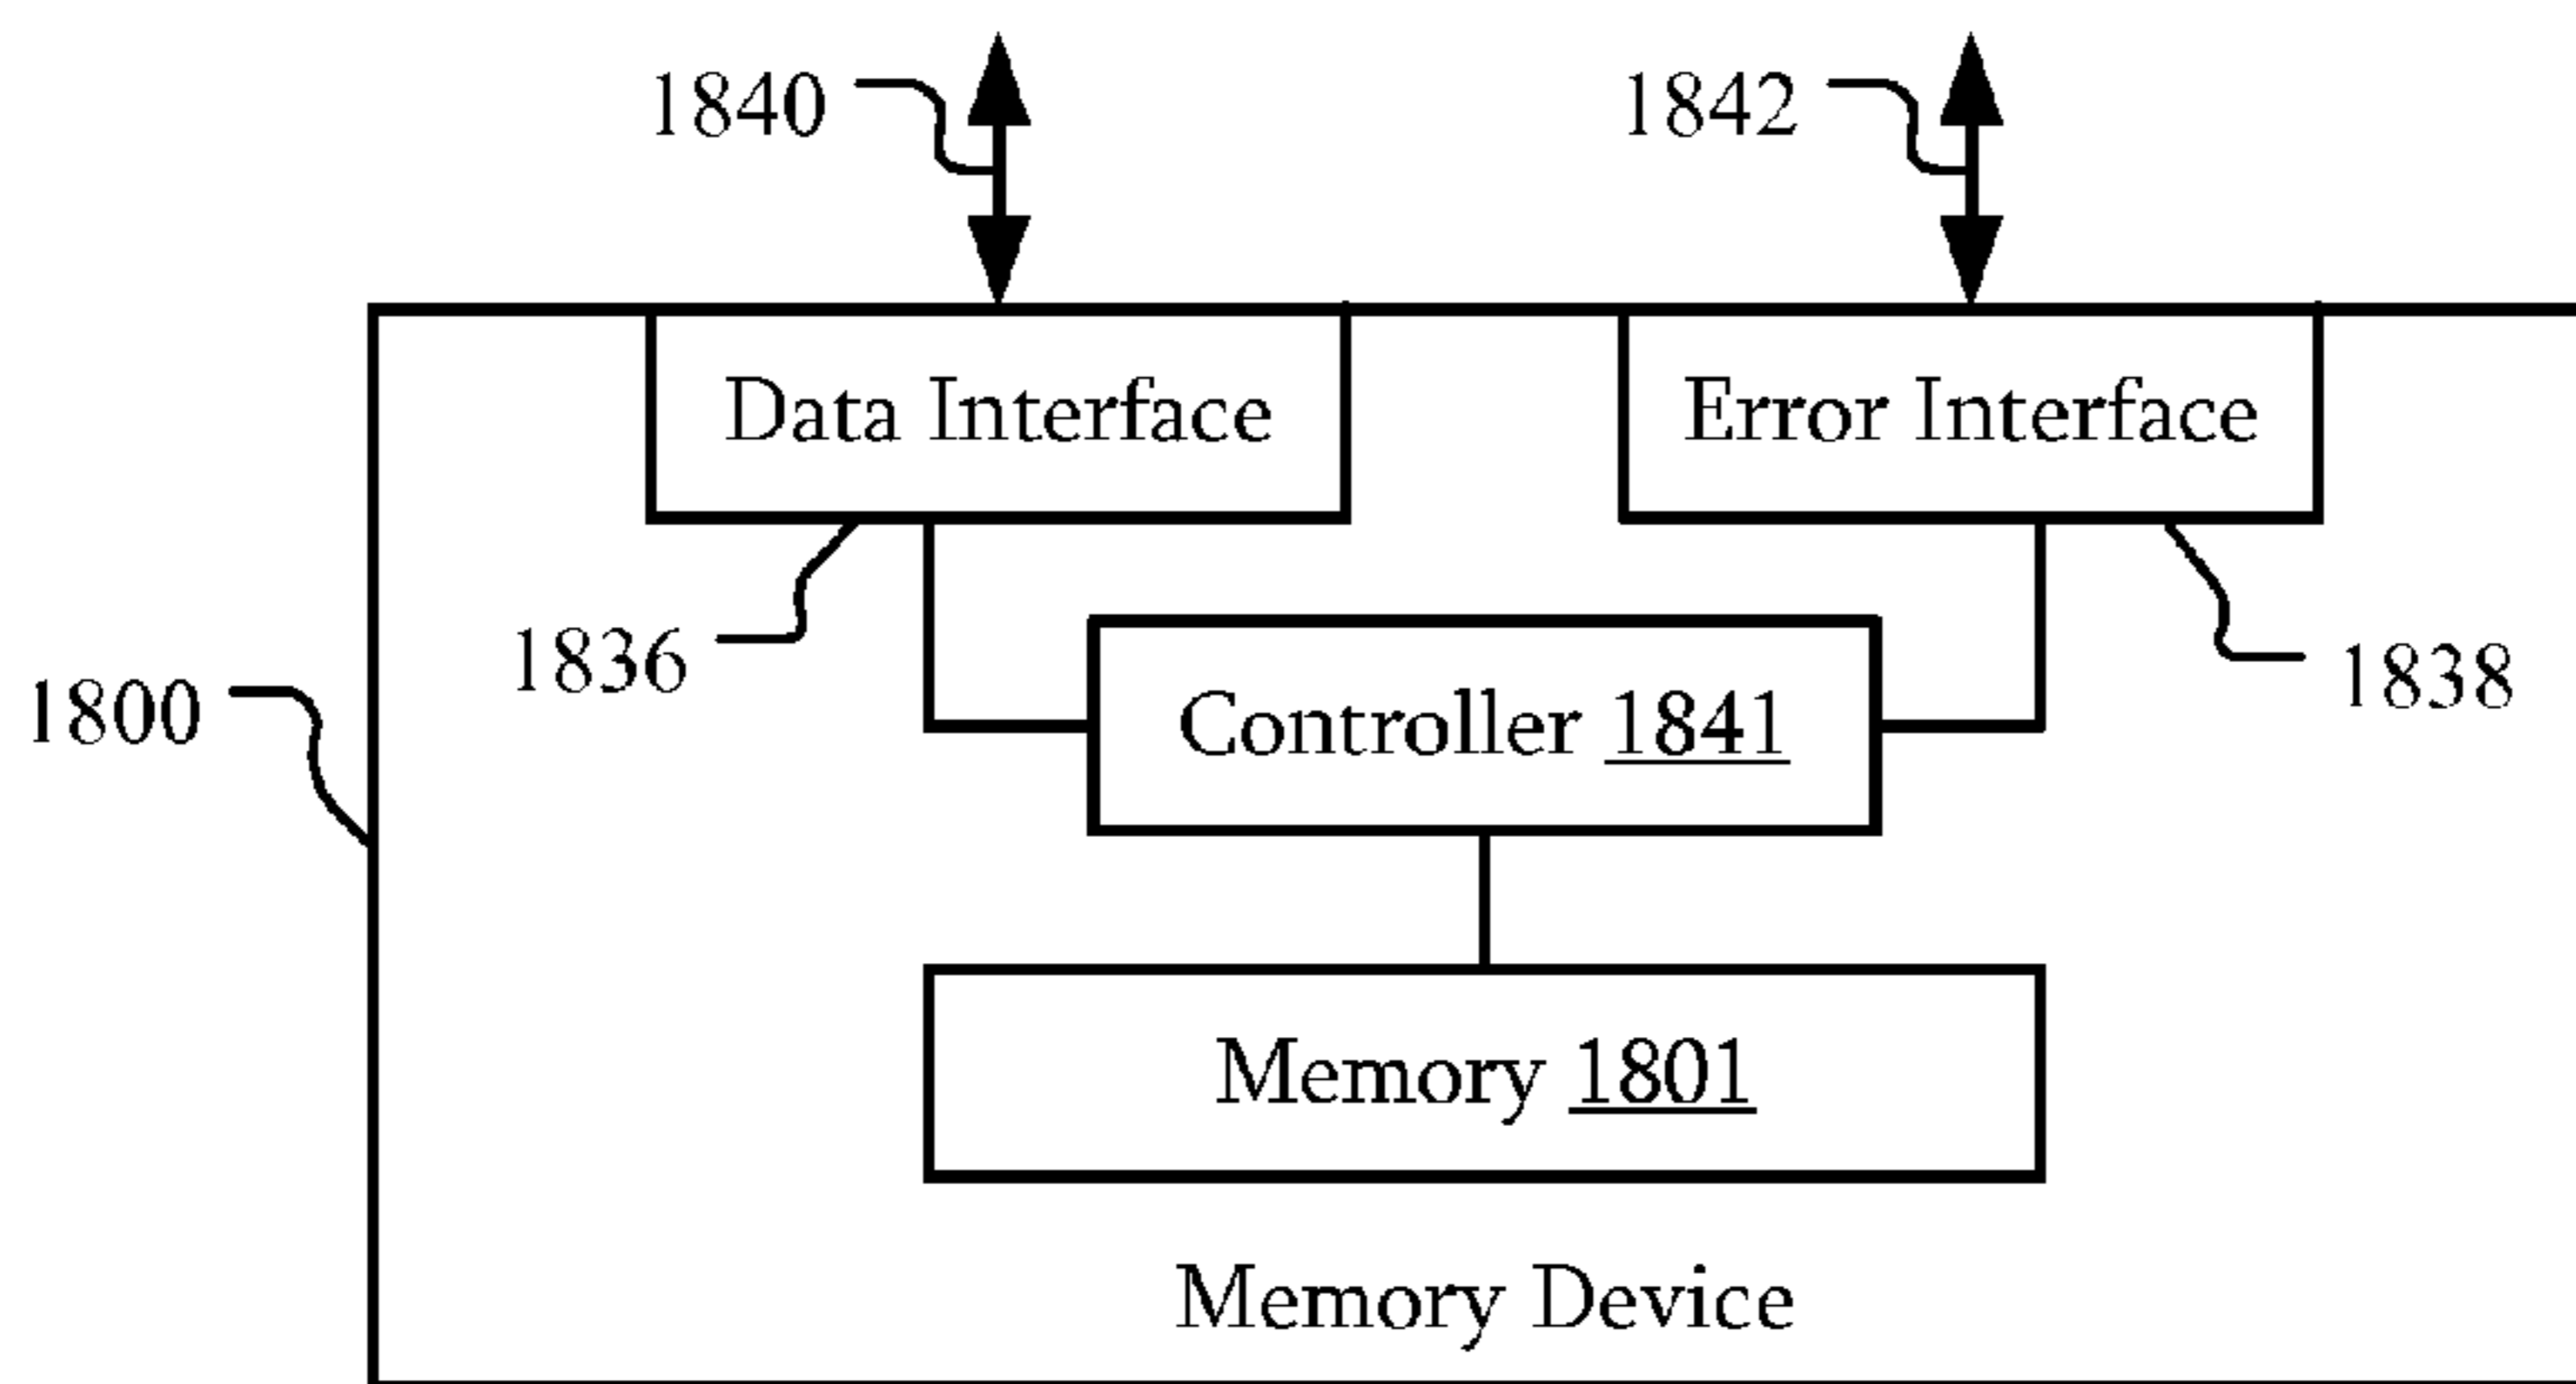 1840
1842
Data Interface
Error Interface
1836
1838
1800
Controller 1841
Memory 1801
Memory Device